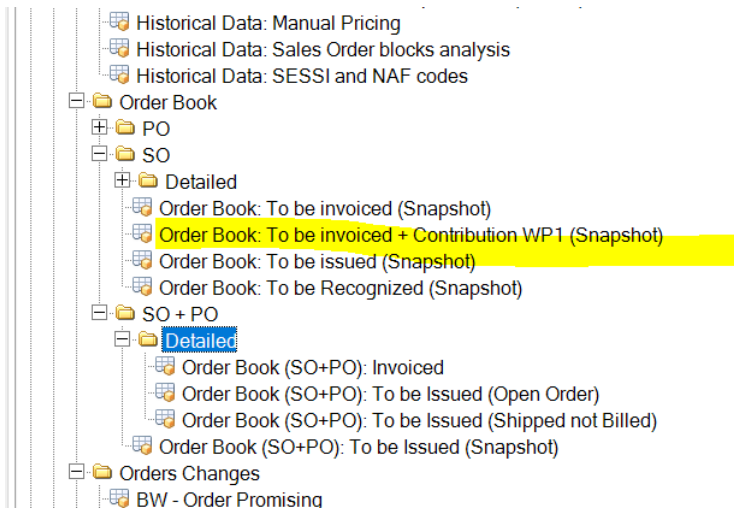 Historical Data: Manual Pricing
Historical Data: Sales Order blocks analysis
Historical Data: SESSI and NAF codes
Order Book
PO
SO
Detailed
Order Book: To be invoiced (Snapshot)
Order Book: To be invoiced + Contribution WP1 (Snapshot)
Order Book: To be issued (Snapshot)
Order Book: To be Recognized (Snapshot)
SO + PO
Detailed
Order Book (SO+PO): Invoiced
Order Book (SO+PO): To be Issued (Open Order)
Order Book (SO+PO): To be Issued (Shipped not Billed)
Order Book (SO+PO): To be Issued (Snapshot)
Orders Changes
BW - Order Promising